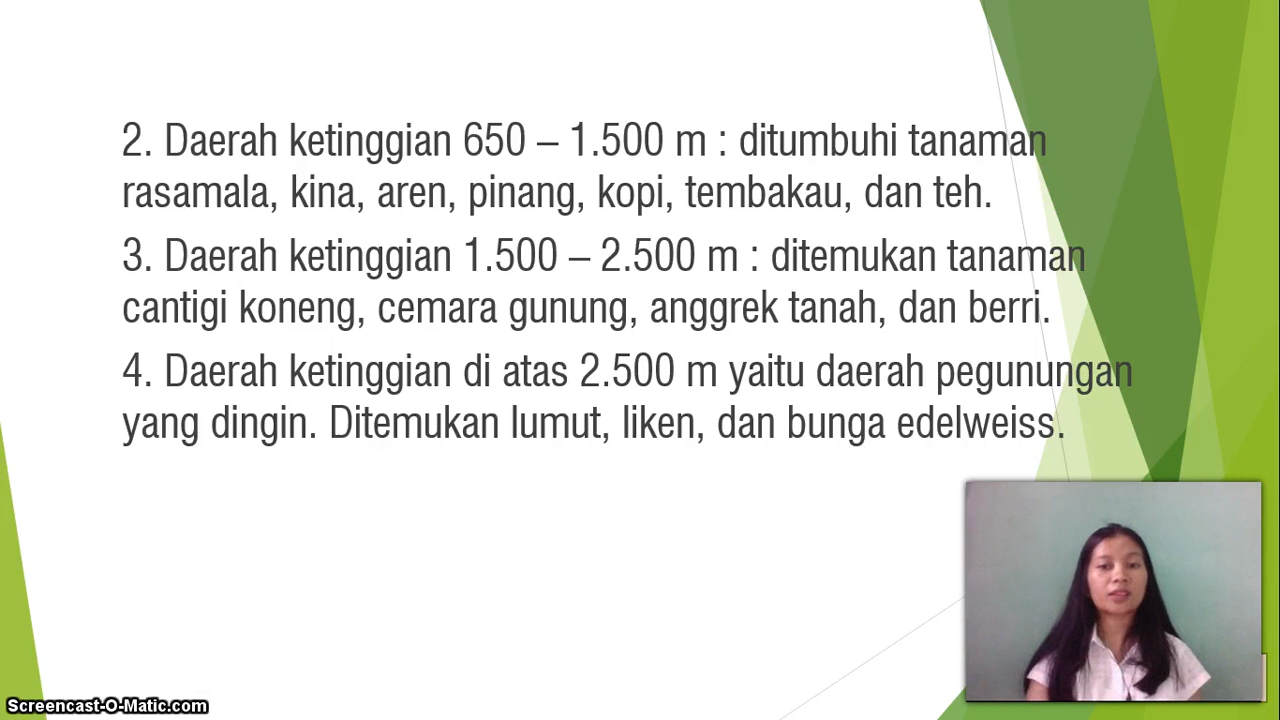 2. Daerah ketinggian 650 – 1.500 m : ditumbuhi tanaman
rasamala, kina, aren, pinang, kopi, tembakau, dan teh.
3. Daerah ketinggian 1.500 – 2.500 m : ditemukan tanaman
cantigi koneng, cemara gunung, anggrek tanah, dan berri.
4. Daerah ketinggian di atas 2.500 m yaitu daerah pegunungan
yang dingin. Ditemukan lumut, liken, dan bunga edelweiss.
Screencast-O-Matic.com